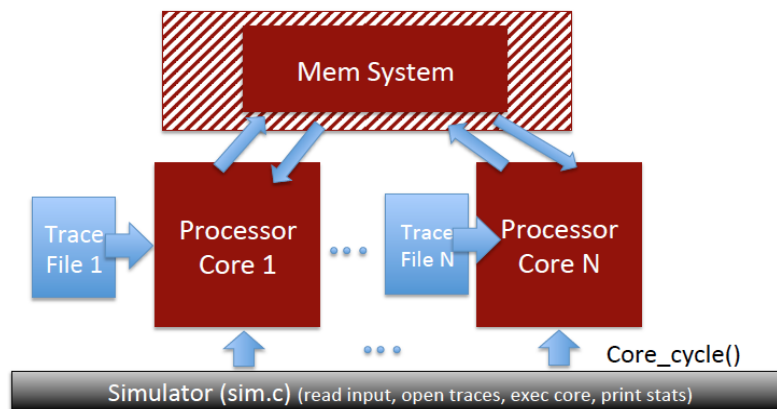 Mem System
Trace
File 1
Processor
Core 1
Trace
File N
Processor
Core N
Core_cycle()
Simulator (sim.c) (read input, open traces, exec core, print stats)